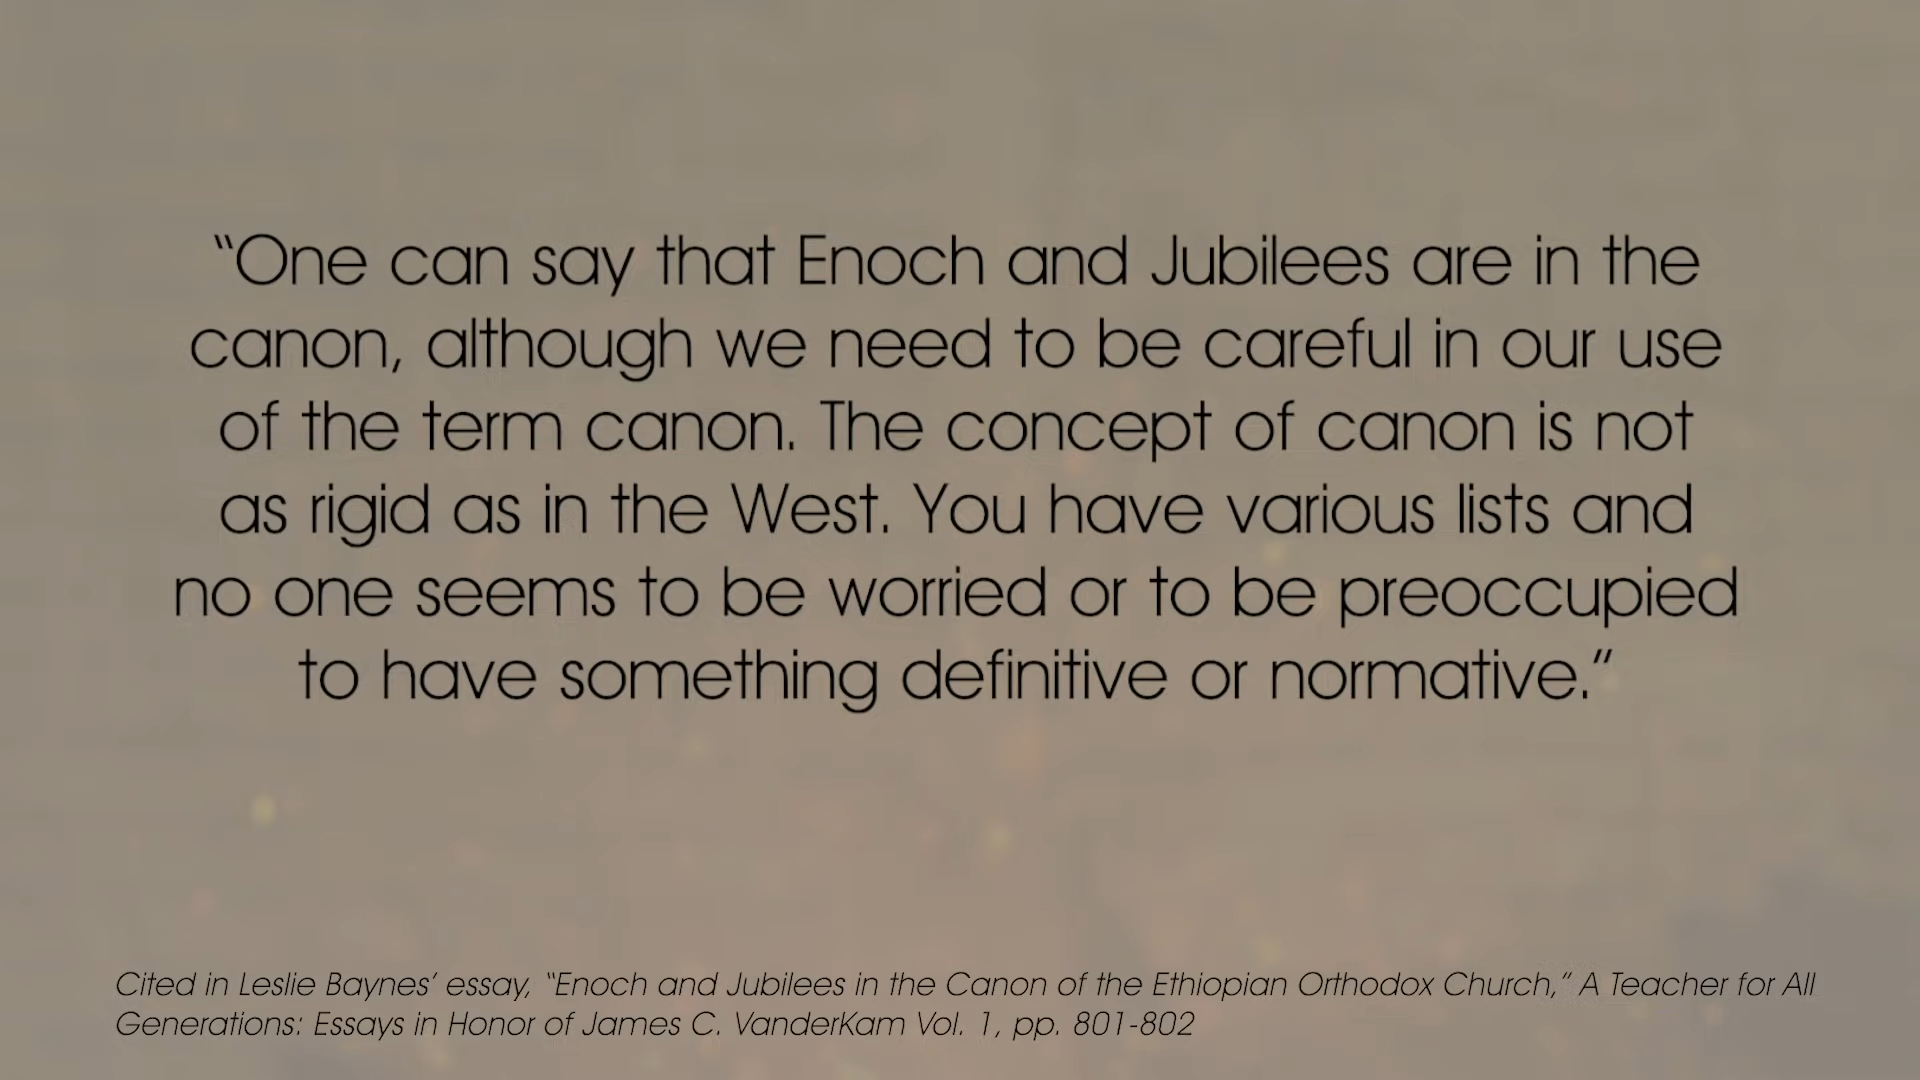 “One can say that Enoch and Jubilees are in the
canon, although we need to be careful in our use
of the term canon. The concept of canon is not
as rigid as in the West. You have various lists and
no one seems to be worried or to be preoccupied
to have something definitive or normative.”
Cited in Leslie Baynes’ essay, “Enoch and Jubilees in the Canon of the Ethiopian Orthodox Church,” A Teacher for All
Generations: Essays in Honor of James C. VanderKam Vol. 1, pp. 801-802